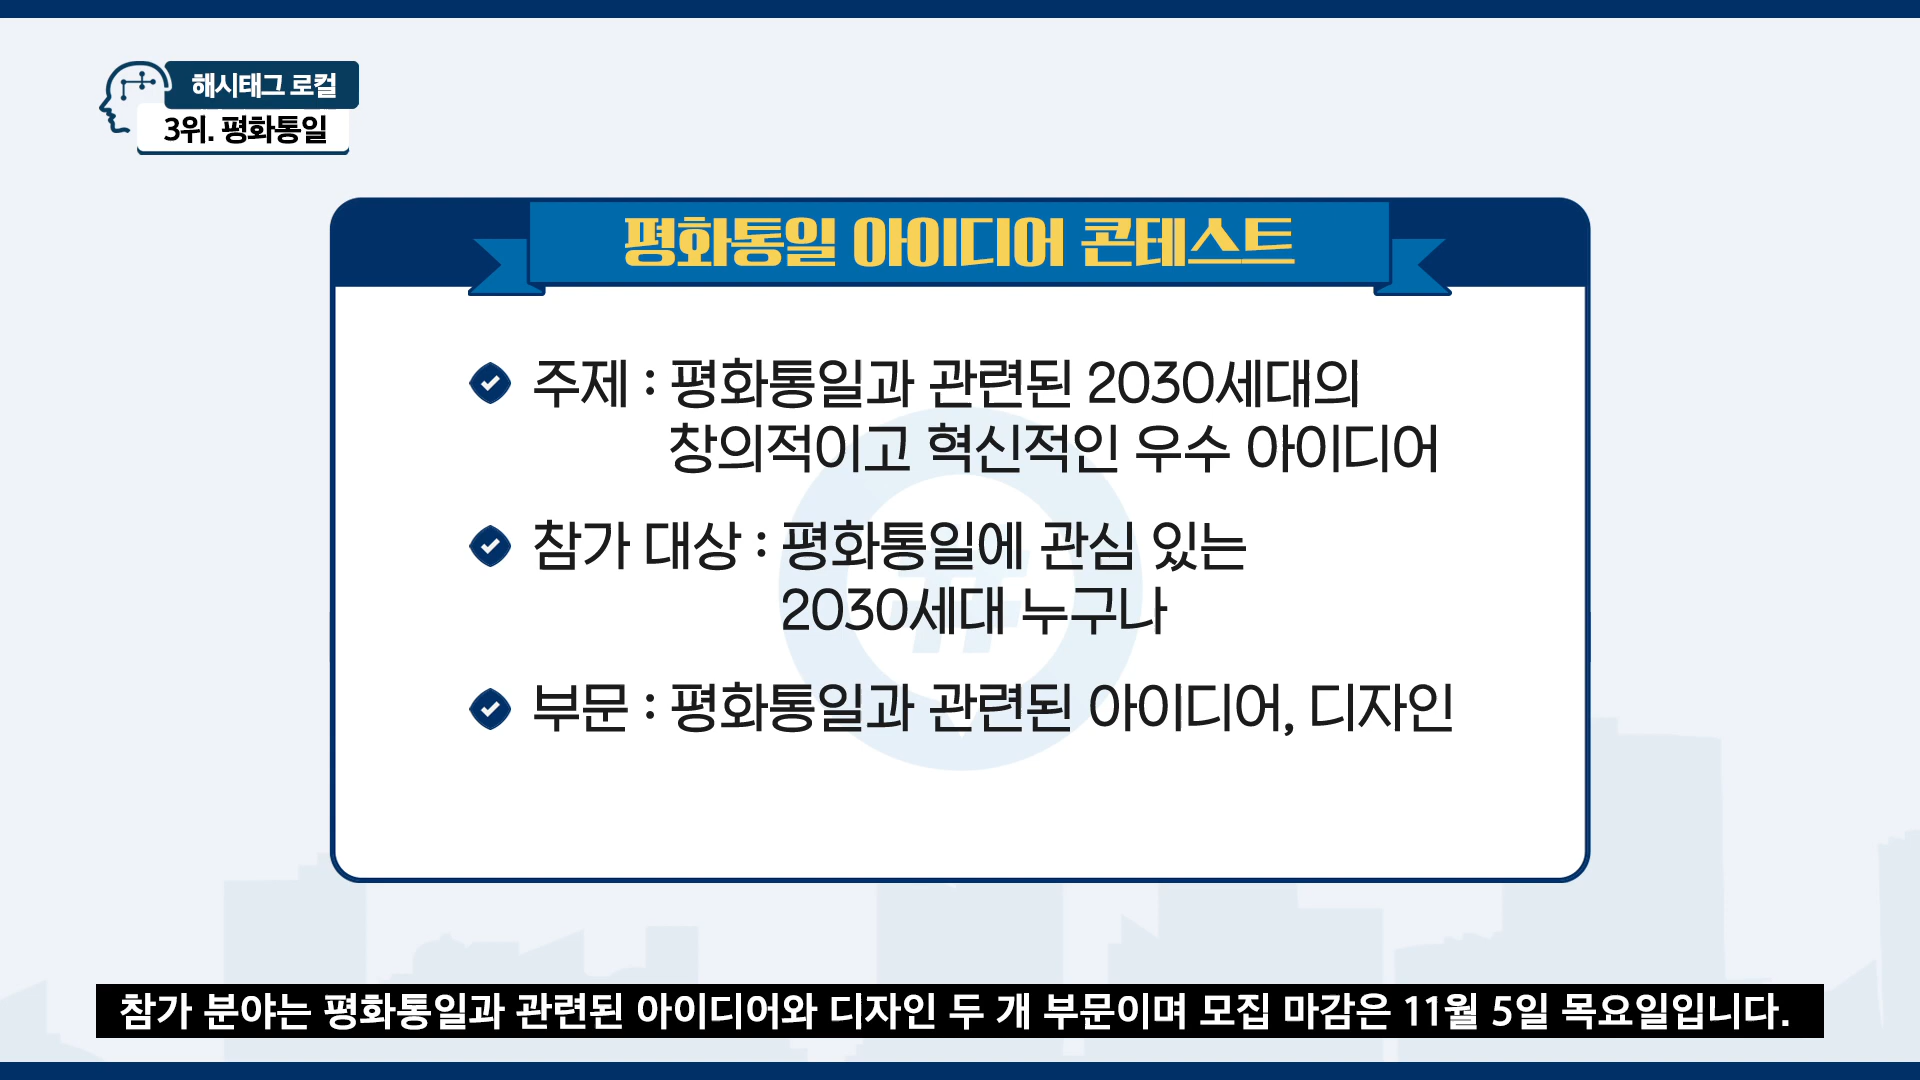 해시태그 로컬
3위. 평화통일
평화통일 아이디어 콘테스트
주제 : 평화통일과 관련된 2030세대의
창의적이고 혁신적인 우수 아이디어
참가 대상 : 평화통일에 관심 있는
2030세대 누구나
부문 : 평화통일과 관련된 아이디어, 디자인
참가 분야는 평화통일과 관련된 아이디어와 디자인 두 개 부문이며 모집 마감은 11월 5일 목요일입니다.